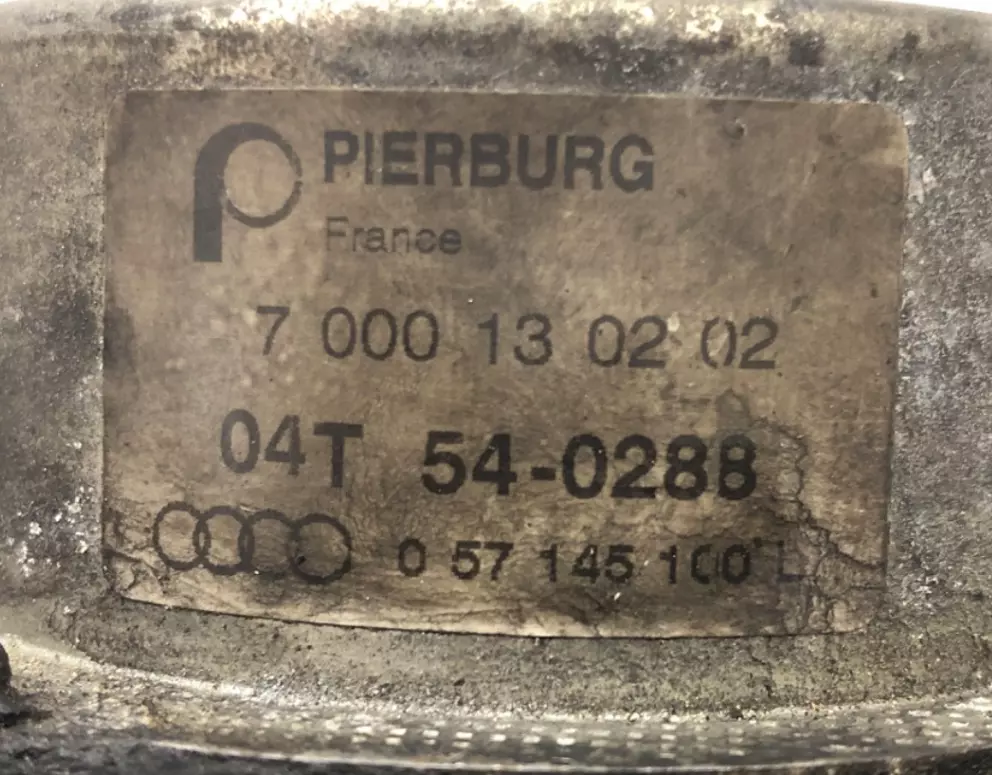 PIERBURG
France
7 000 13 02 02
04T 54-0288
0 57 145 100 L